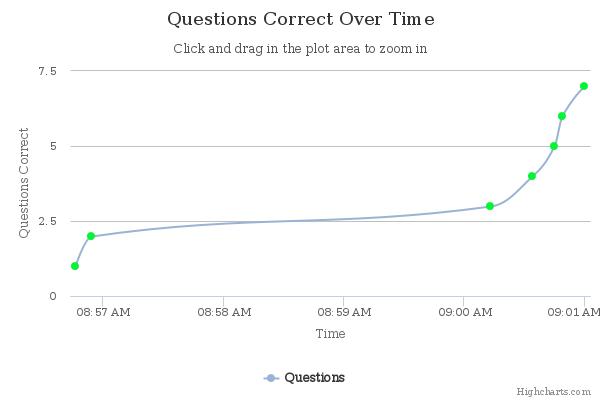 Questions Correct Over Time
Click and drag in the plot area to zoom in
Questions Correct
7.5
5
2.5
0
08:57 AM 08:58 AM 08:59 AM 09:00 AM 09:01 AM
Time
Questions
Highcharts.com